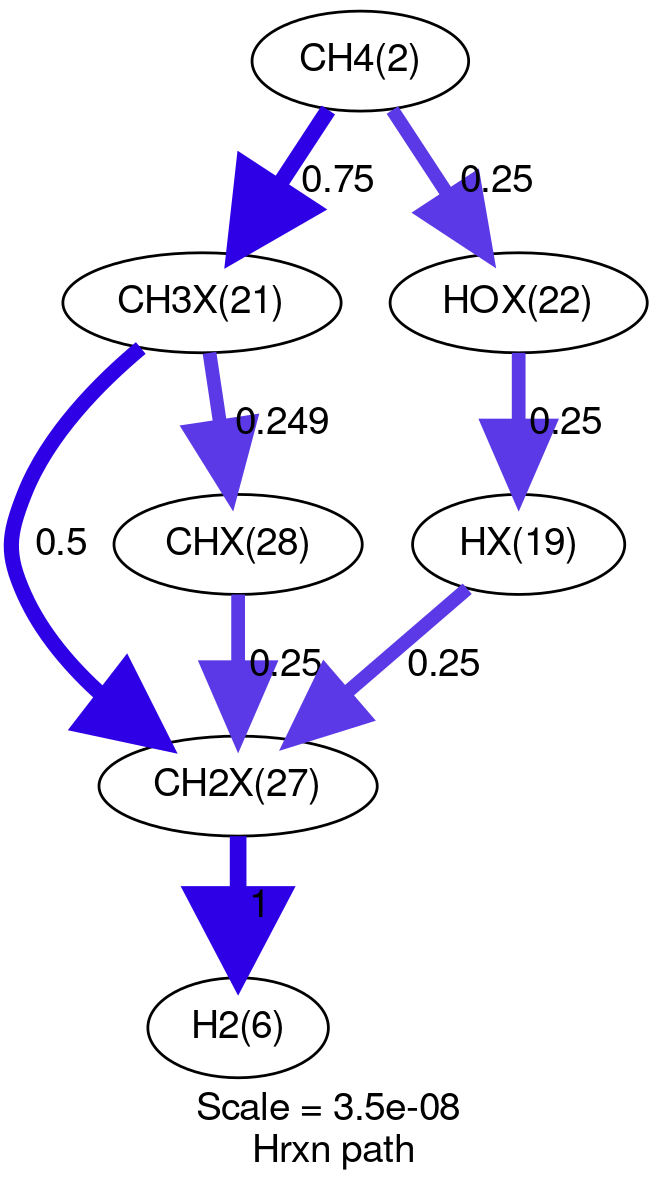 CH4(2)
0.75
0.25
CH3X(21)
HOX(22)
0.249
0.25
0.5
CHX(28)
HX(19)
0.25
0.25
CH2X(27)
1
H2(6)
Scale = 3.5e-08
Hrxn path